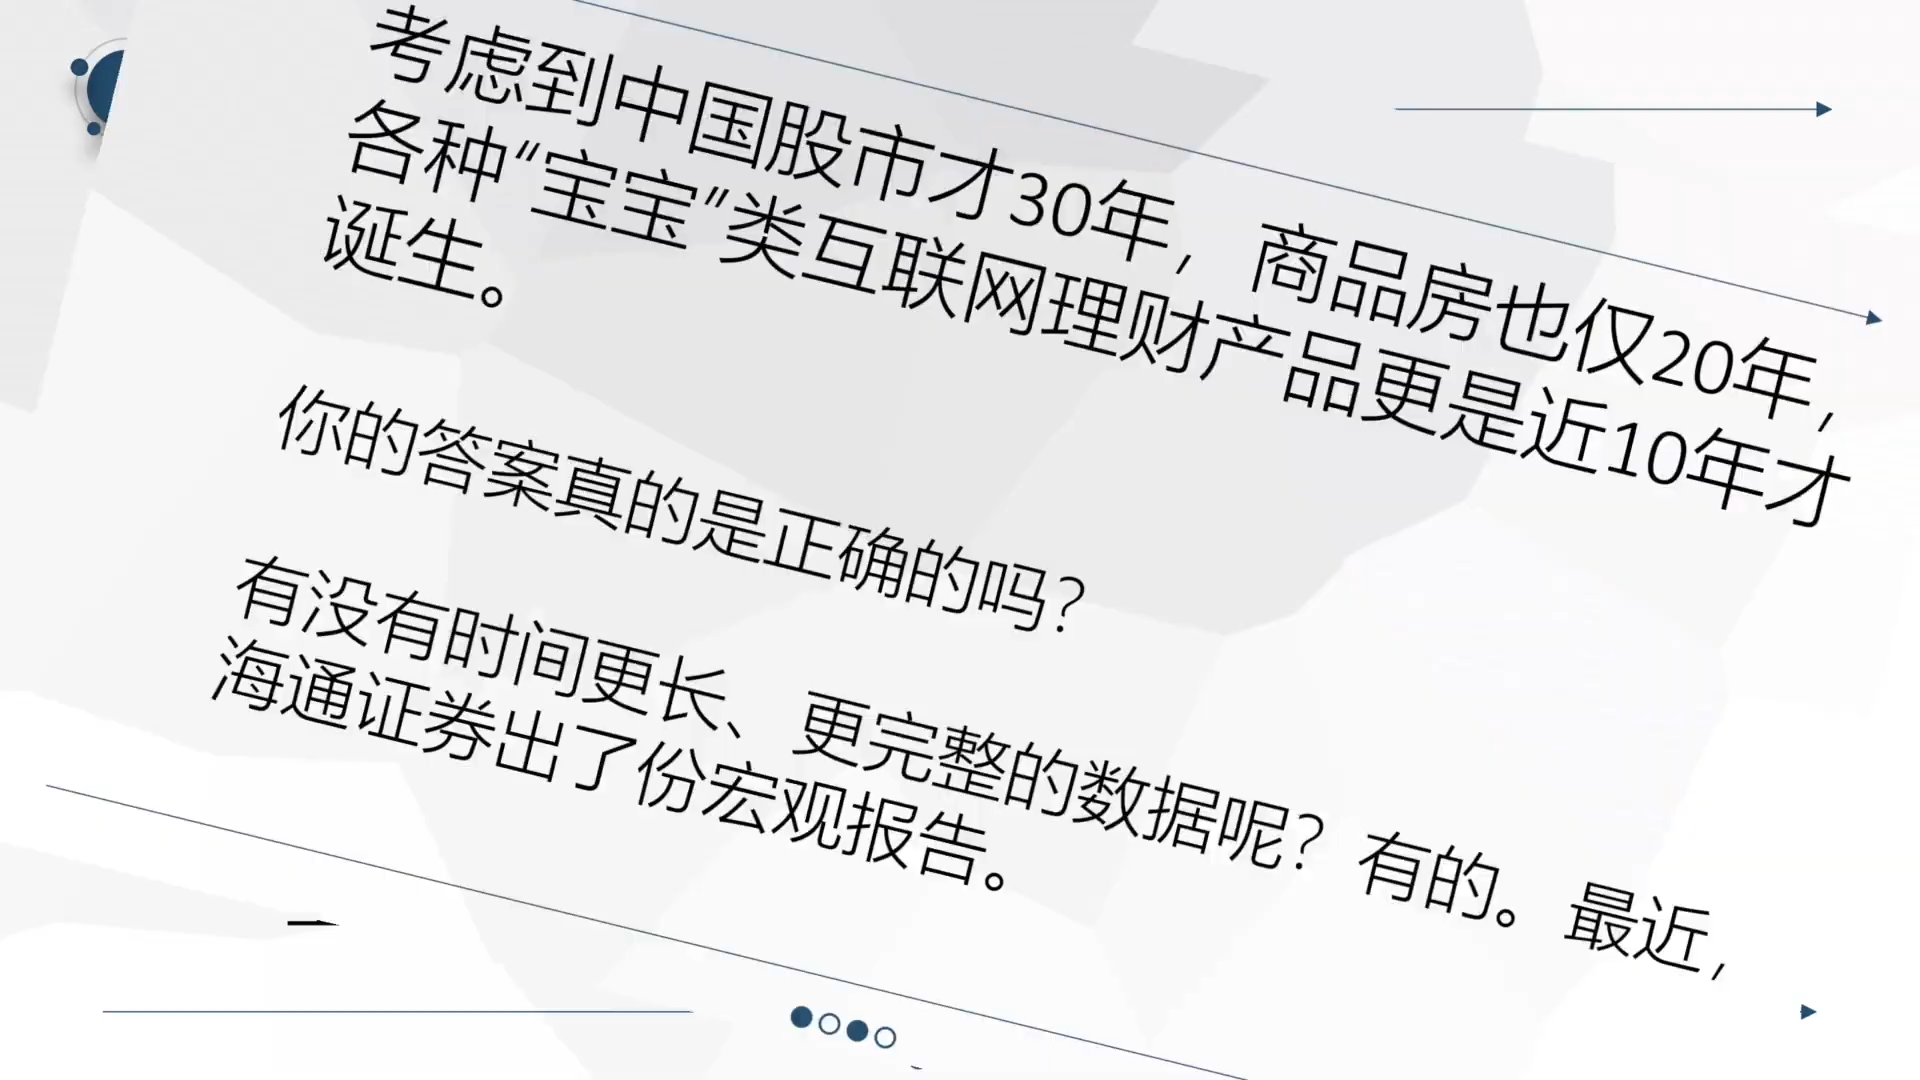 考虑到中国股市才30年，商品房也仅20年，
各种“宝宝”类互联网理财产品更是近10年才
诞生。
你的答案真的是正确的吗？
有没有时间更长、更完整的数据呢？有的。最近，
海通证券出了份宏观报告。